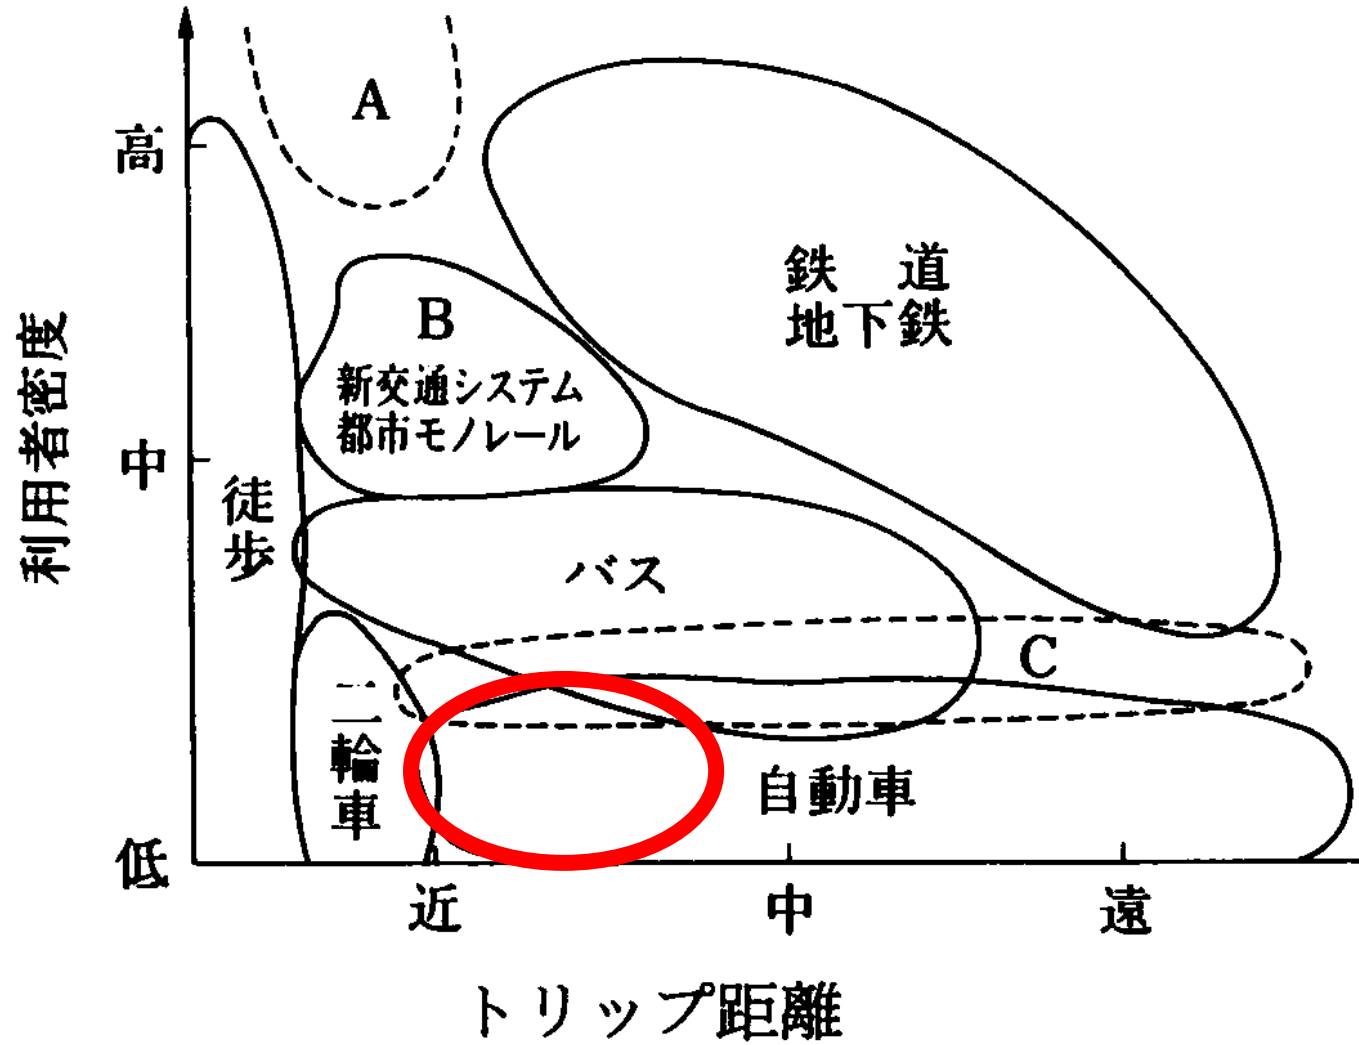 A
高
鉄 道
地下鉄
B
新交通システム
都市モノレール
利用者密度
中
徒歩
バス
C
二輪車
自動車
低
近
中
遠
トリップ距離